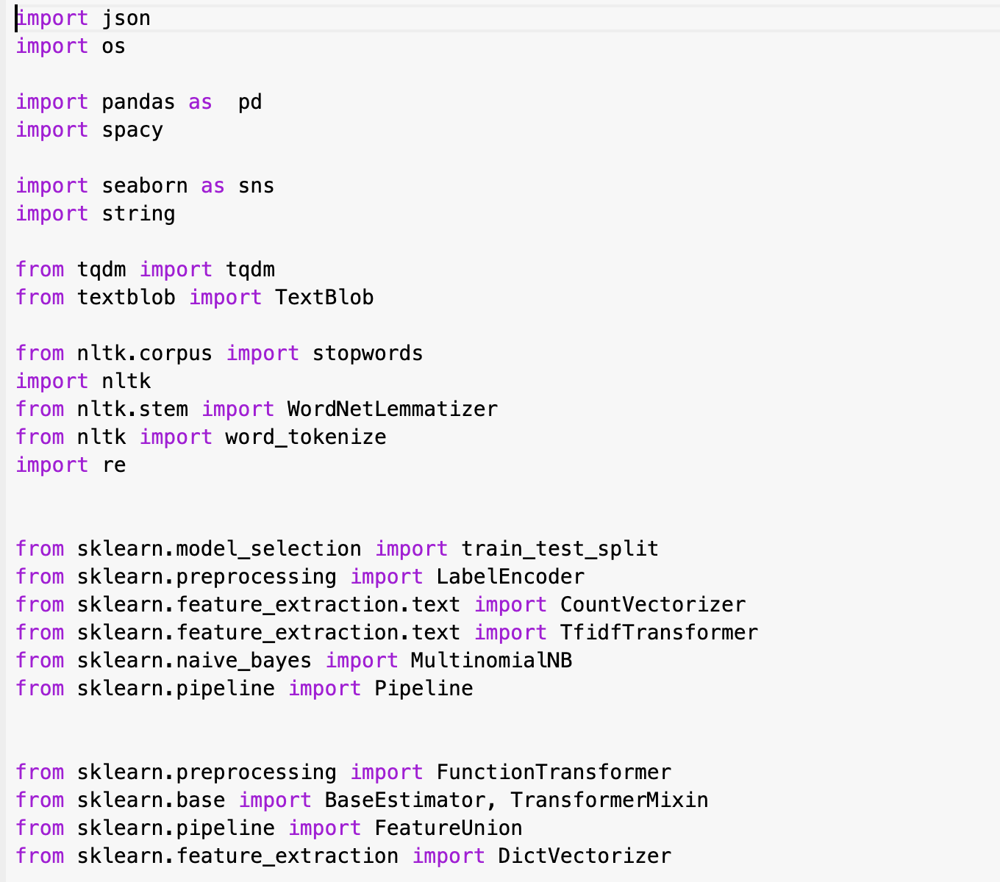 import json
import os
import pandas as  pd
import spacy
import seaborn as sns
import string
from tqdm import tqdm
from textblob import TextBlob
from nltk.corpus import stopwords
import nltk
from nltk.stem import WordNetLemmatizer
from nltk import word_tokenize
import re
from sklearn.model_selection import train_test_split
from sklearn.preprocessing import LabelEncoder
from sklearn.feature_extraction.text import CountVectorizer
from sklearn.feature_extraction.text import TfidfTransformer
from sklearn.naive_bayes import MultinomialNB
from sklearn.pipeline import Pipeline
from sklearn.preprocessing import FunctionTransformer
from sklearn.base import BaseEstimator, TransformerMixin
from sklearn.pipeline import FeatureUnion
from sklearn.feature_extraction import DictVectorizer